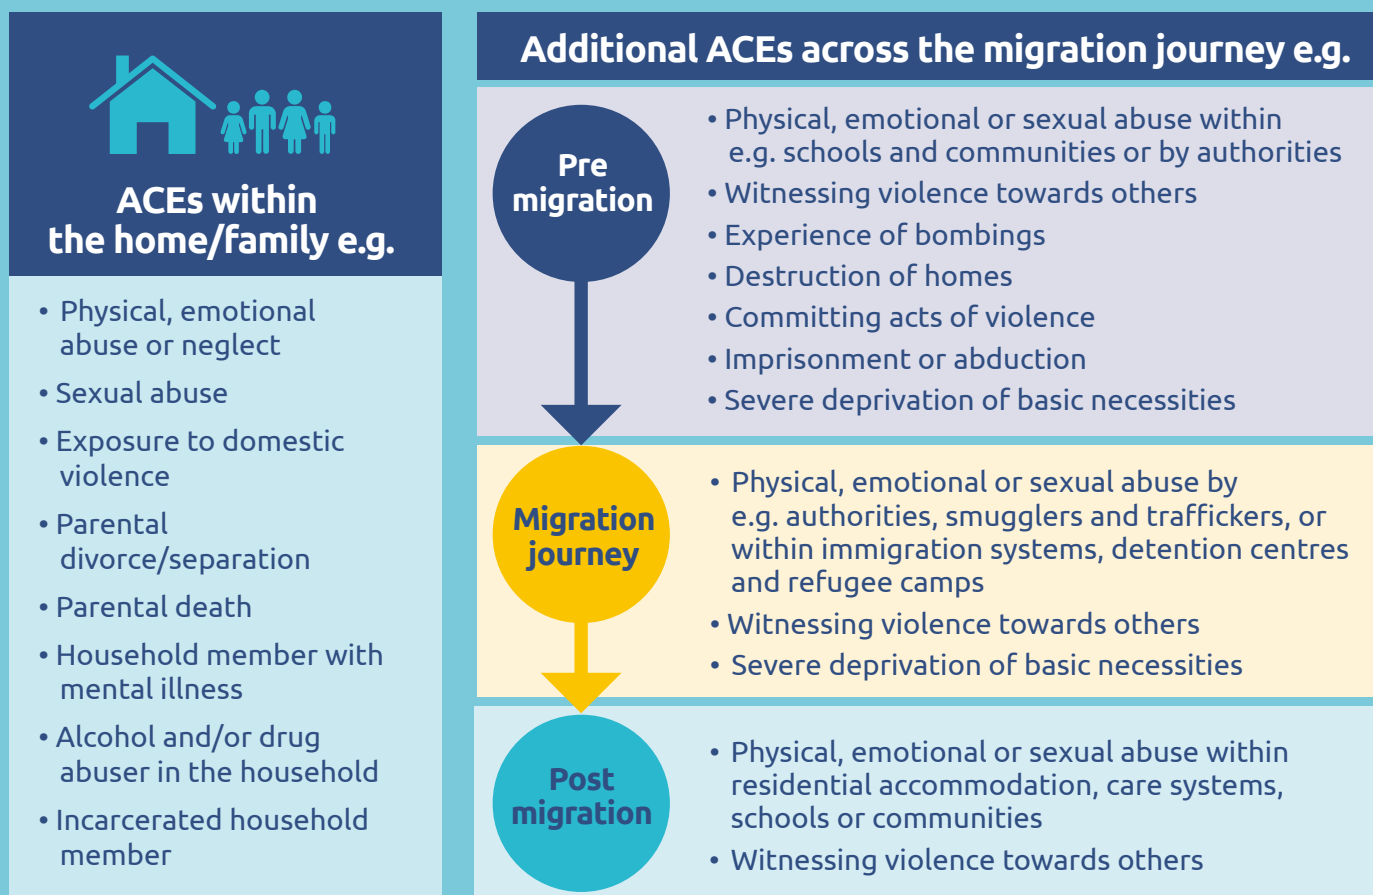 ACEs within
the home/family e.g.
• Physical, emotional
abuse or neglect
• Sexual abuse
• Exposure to domestic
violence
• Parental
divorce/separation
• Parental death
• Household member with
mental illness
• Alcohol and/or drug
abuser in the household
• Incarcerated household
member
Additional ACEs across the migration journey e.g.
Pre
migration
• Physical, emotional or sexual abuse within
e.g. schools and communities or by authorities
• Witnessing violence towards others
• Experience of bombings
• Destruction of homes
• Committing acts of violence
• Imprisonment or abduction
• Severe deprivation of basic necessities
Migration
journey
• Physical, emotional or sexual abuse by
e.g. authorities, smugglers and traffickers, or
within immigration systems, detention centres
and refugee camps
• Witnessing violence towards others
• Severe deprivation of basic necessities
Post
migration
• Physical, emotional or sexual abuse within
residential accommodation, care systems,
schools or communities
• Witnessing violence towards others